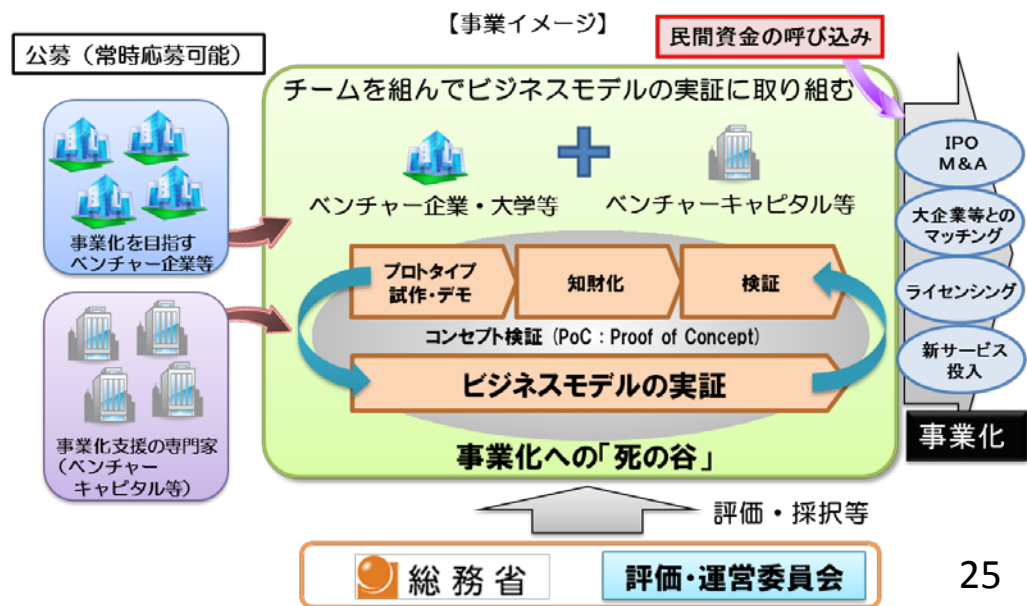 【事業イメージ】
公募（常時応募可能）
民間資金の呼び込み
チームを組んでビジネスモデルの実証に取り組む
ベンチャー企業・大学等
ベンチャーキャピタル等
事業化を目指す
ベンチャー企業等
プロトタイプ
試作・デモ
知財化
検証
コンセプト検証（PoC：Proof of Concept）
ビジネスモデルの実証
事業化への「死の谷」
事業化支援の専門家
（ベンチャー
キャピタル等）
IPO
M&A
大企業等との
マッチング
ライセンシング
新サービス
投入
事業化
評価・採択等
総務省
評価・運営委員会
25